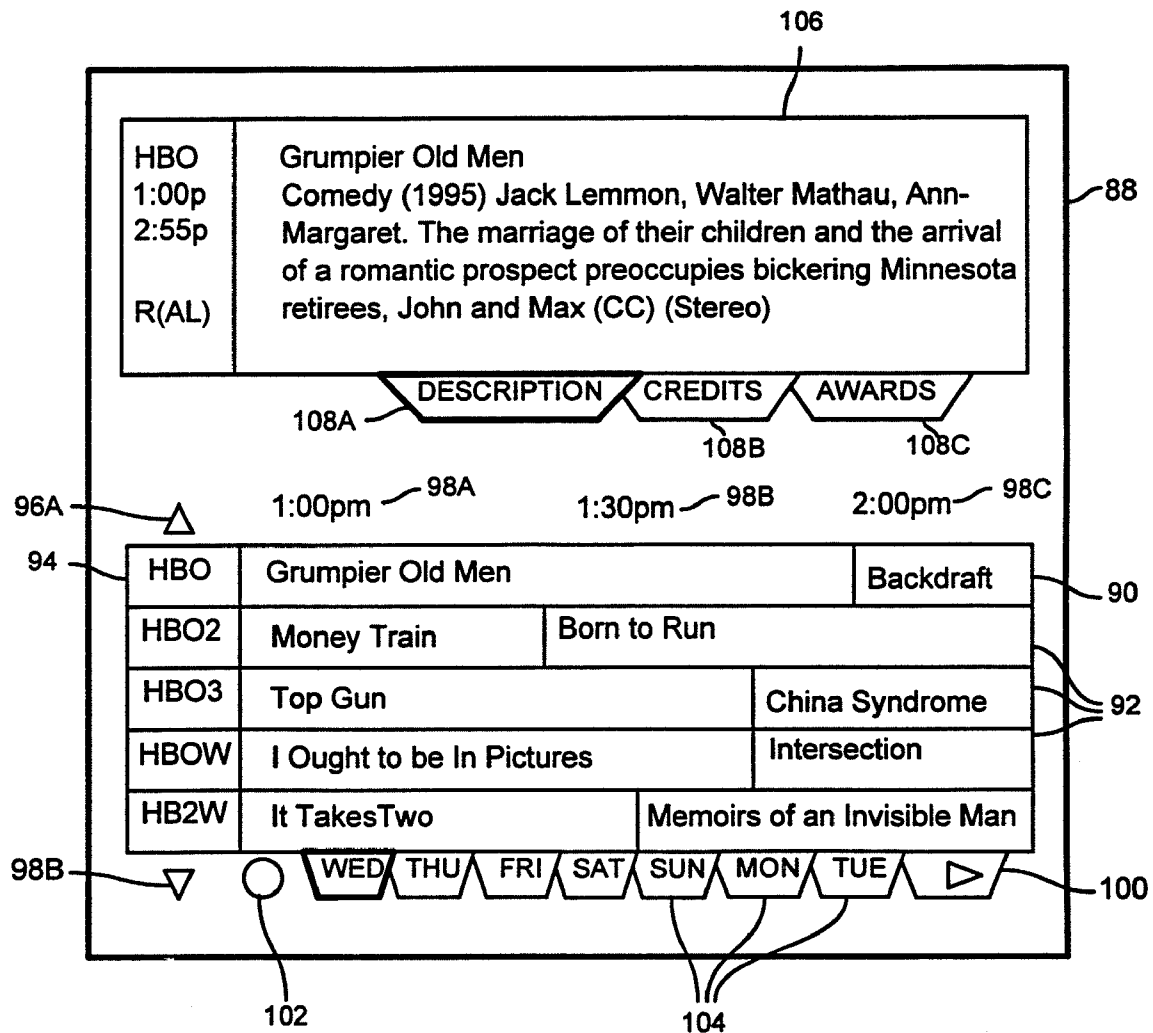 106
HBO
1:00p
2:55p
R(AL)
Grumpier Old Men
Comedy (1995) Jack Lemmon, Walter Mathau, Ann-
Margaret. The marriage of their children and the arrival
of a romantic prospect preoccupies bickering Minnesota
retirees, John and Max (CC) (Stereo)
88
DESCRIPTION CREDITS AWARDS
108A 108B 108C
96A 1:00pm 98A 1:30pm 98B 2:00pm 98C
94 HBO Grumpier Old Men Backdraft 90
HBO2 Money Train Born to Run
HBO3 Top Gun China Syndrome 92
HBOW I Ought to be In Pictures Intersection
HB2W It TakesTwo Memoirs of an Invisible Man
98B WED THU FRI SAT SUN MON TUE 100
102 104